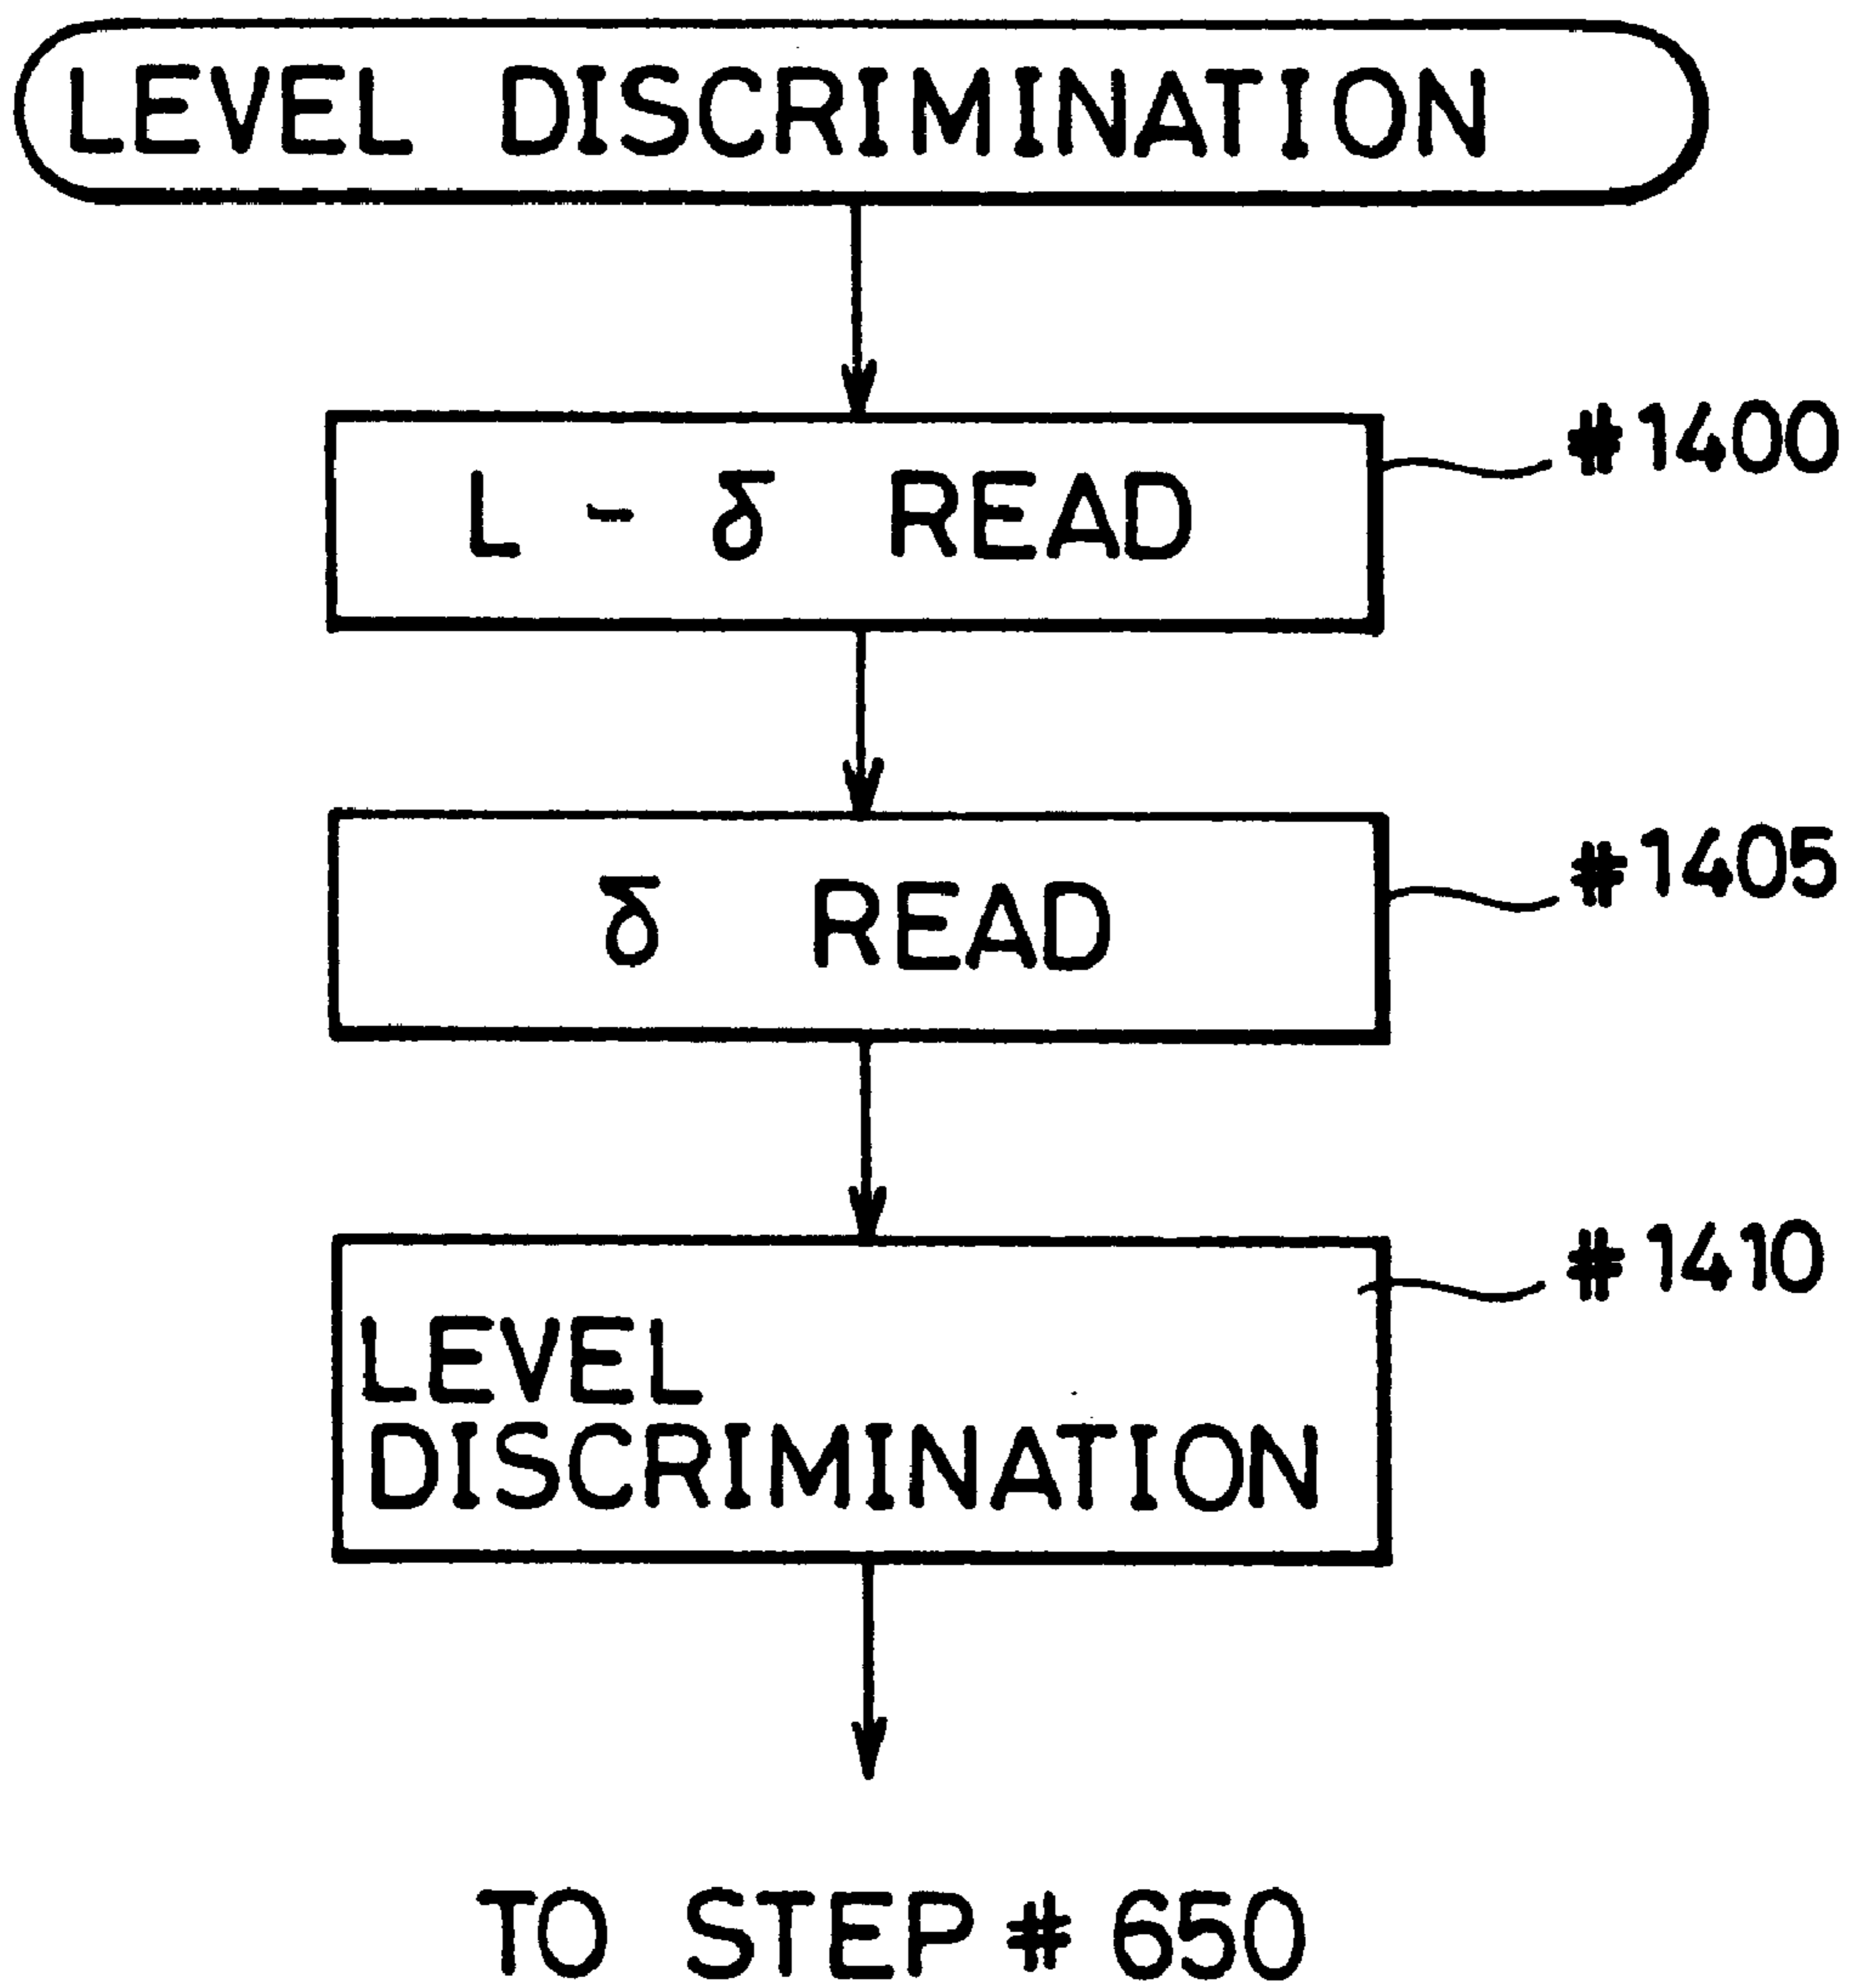 LEVEL DISCRIMINATION
L - δ READ
#1400
δ READ
#1405
#1410
LEVEL
DISCRIMINATION
TO STEP # 650